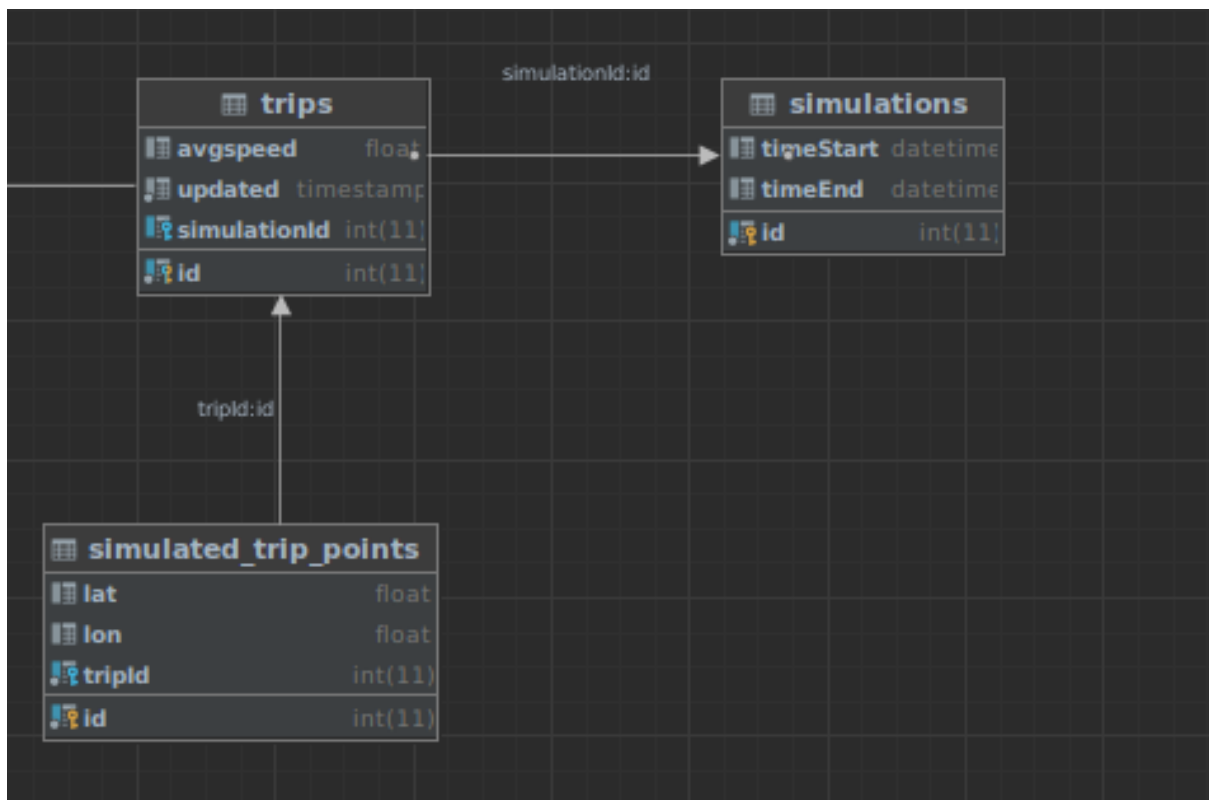 simulationId:id
trips
avgspeed float
updated timestamp
simulationId int(11)
id int(11)
simulations
timeStart datetime
timeEnd datetime
id int(11)
tripId:id
simulated_trip_points
lat float
lon float
tripId int(11)
id int(11)